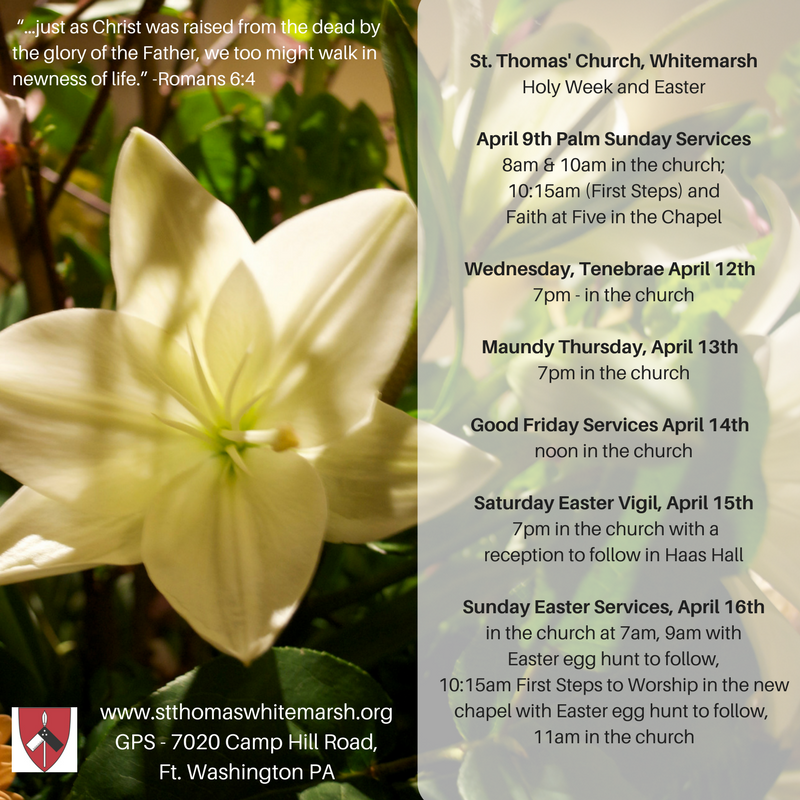 “...just as Christ was raised from the dead by
the glory of the Father, we too might walk in
newness of life.” -Romans 6:4
St. Thomas' Church, Whitemarsh
Holy Week and Easter
April 9th Palm Sunday Services
8am & 10am in the church;
10:15am (First Steps) and
Faith at Five in the Chapel
Wednesday, Tenebrae April 12th
7pm - in the church
Maundy Thursday, April 13th
7pm in the church
Good Friday Services April 14th
noon in the church
Saturday Easter Vigil, April 15th
7pm in the church with a
reception to follow in Haas Hall
Sunday Easter Services, April 16th
in the church at 7am, 9am with
Easter egg hunt to follow,
10:15am First Steps to Worship in the new
chapel with Easter egg hunt to follow,
11am in the church
www.stthomaswhitemarsh.org
GPS - 7020 Camp Hill Road,
Ft. Washington PA